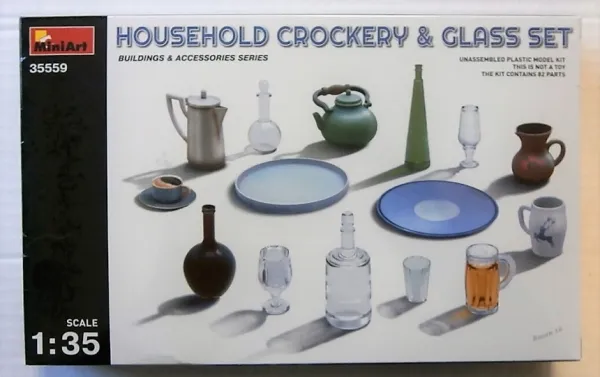 MiniArt
35559
HOUSEHOLD CROCKERY & GLASS SET
BUILDINGS & ACCESSORIES SERIES
UNASSEMBLED PLASTIC MODEL KIT
THIS IS NOT A TOY
THE KIT CONTAINS 82 PARTS
SCALE
1:35